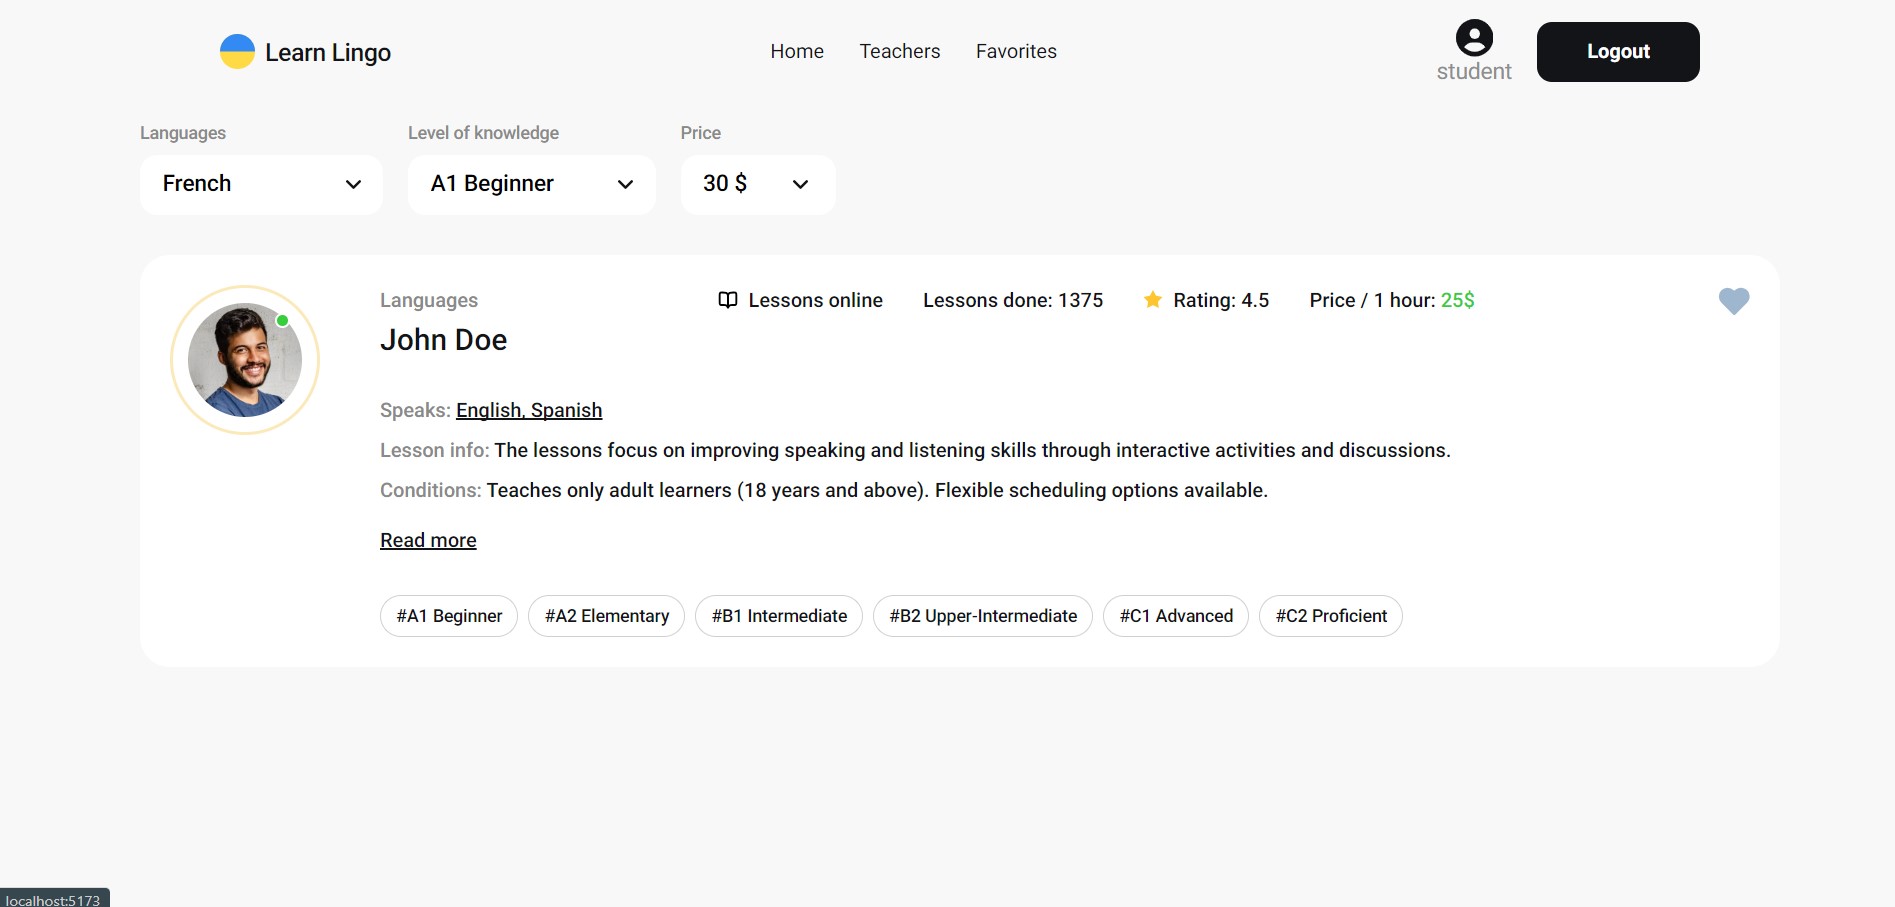 Learn Lingo
Home Teachers Favorites
student
Logout
Languages Level of knowledge Price
French A1 Beginner 30 $
Languages Lessons online Lessons done: 1375 Rating: 4.5 Price / 1 hour: 25$
John Doe
Speaks: English, Spanish
Lesson info: The lessons focus on improving speaking and listening skills through interactive activities and discussions.
Conditions: Teaches only adult learners (18 years and above). Flexible scheduling options available.
Read more
#A1 Beginner #A2 Elementary #B1 Intermediate #B2 Upper-Intermediate #C1 Advanced #C2 Proficient
localhost:5173